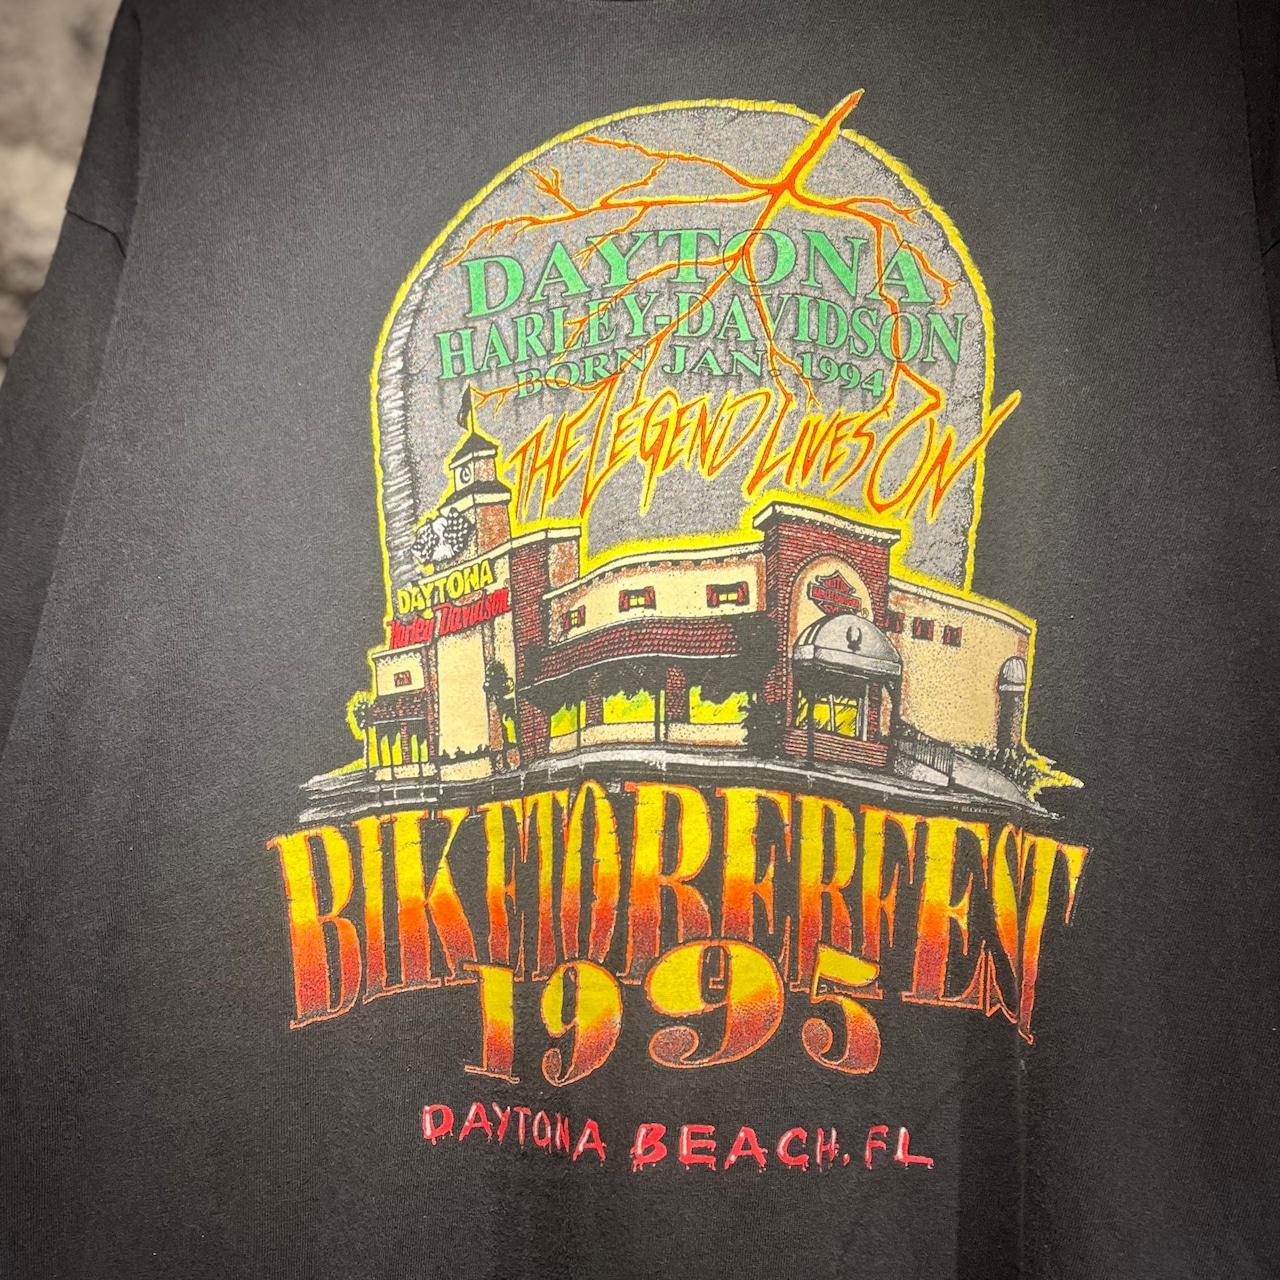 DAYTONA
HARLEY-DAVIDSON®
BORN JAN. 1994
THE LEGEND LIVES ON
DAYTONA
Harley Davidson
BIKETOBERFEST
1995
DAYTONA BEACH, FL